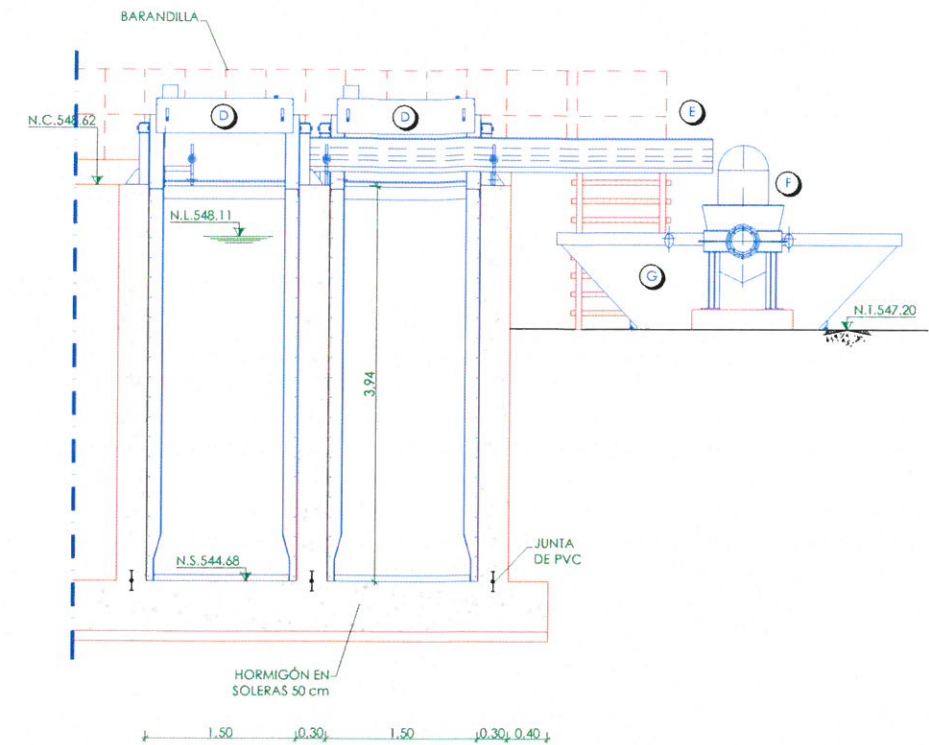 BARANDILLA
D
D
E
N.C.548.62
F
N.L.548.11
G
N.T.547.20
3,94
JUNTA
DE PVC
N.S.544.68
HORMIGÓN EN
SOLERAS 50 cm
1,50
0,30
1,50
0,30
0,40